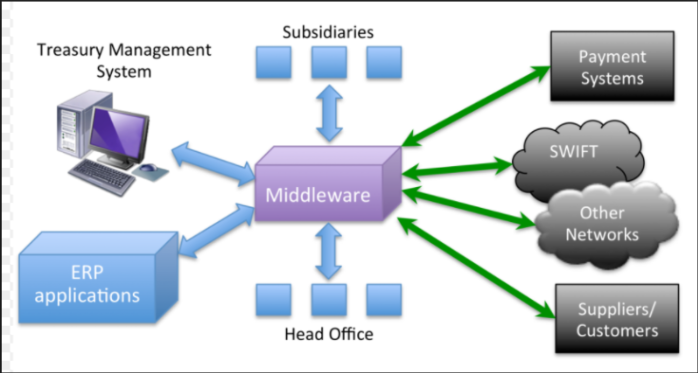 Subsidiaries
Treasury Management
System
Payment
Systems
SWIFT
Middleware
Other
Networks
ERP
applications
Suppliers/
Customers
Head Office